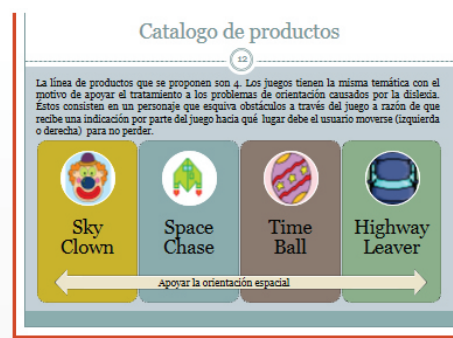 Catalogo de productos
12
La línea de productos que se proponen son 4. Los juegos tienen la misma temática con el
motivo de apoyar el tratamiento a los problemas de orientación causados por la dislexia.
Éstos consisten en un personaje que esquiva obstáculos a través del juego a razón de que
recibe una indicación por parte del juego hacia qué lugar debe el usuario moverse (izquierda
o derecha) para no perder.
Sky
Clown
Space
Chase
Time
Ball
Highway
Leaver
Apoyar la orientación espacial